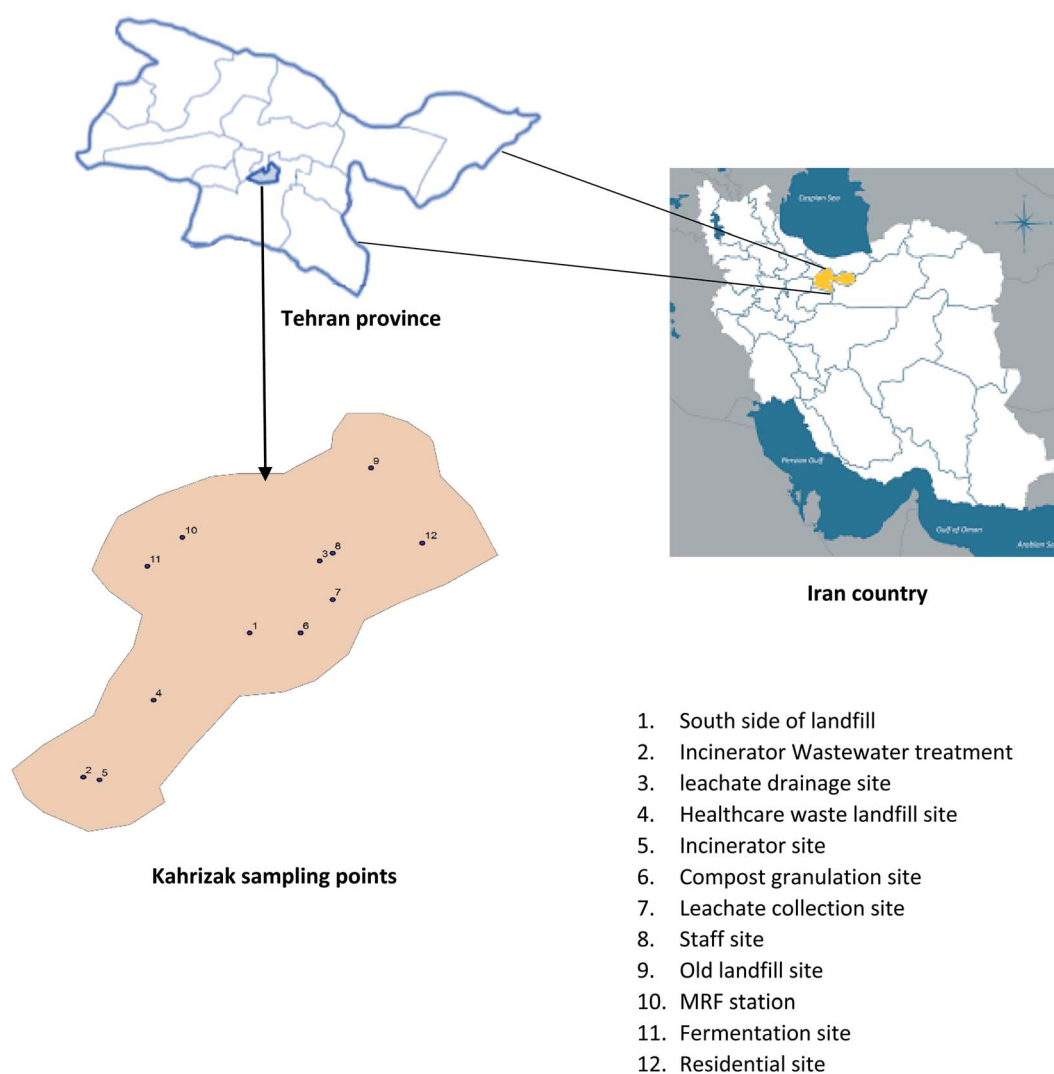 Caspian Sea
Tehran province
Persian Gulf
Gulf of Oman
Arabian Se
Iran country
9
10
8
12
3
11
7
1
6
4
2
5
Kahrizak sampling points
1. South side of landfill
2. Incinerator Wastewater treatment
3. leachate drainage site
4. Healthcare waste landfill site
5. Incinerator site
6. Compost granulation site
7. Leachate collection site
8. Staff site
9. Old landfill site
10. MRF station
11. Fermentation site
12. Residential site